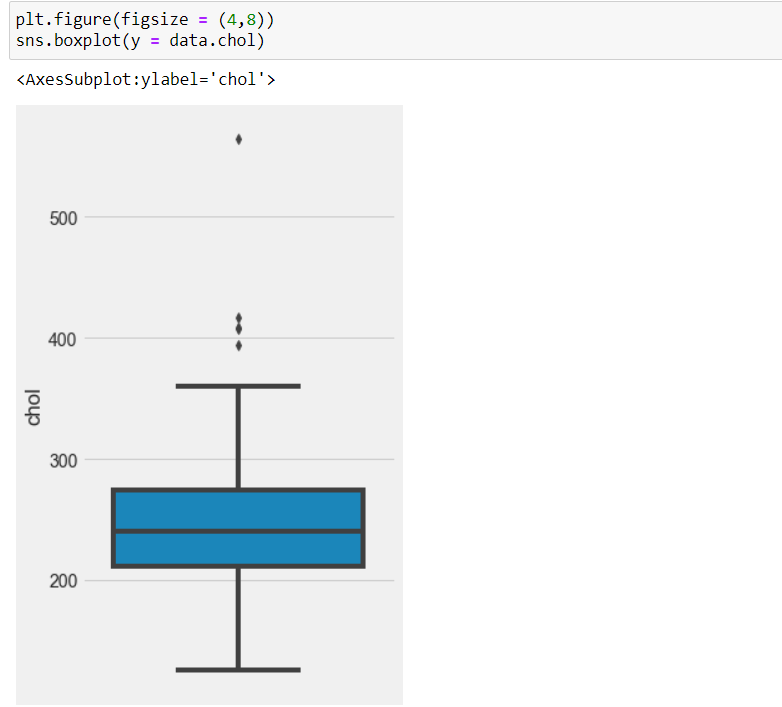 plt.figure(figsize = (4,8))
sns.boxplot(y = data.chol)
<AxesSubplot:ylabel='chol'>
500
400
chol
300
200